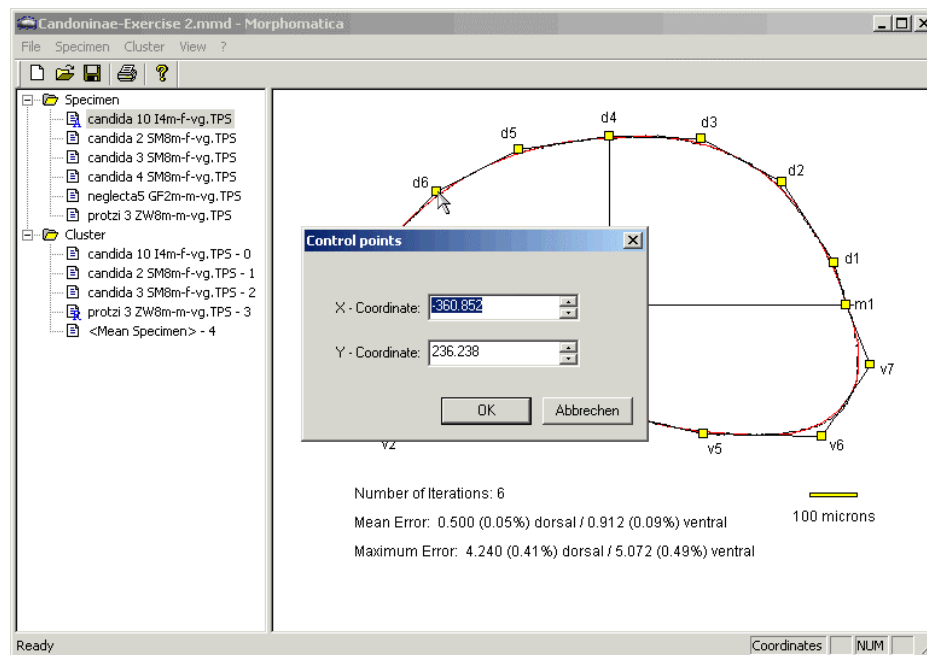 Candoninae-Exercise 2.mmd - Morphomatica
File Specimen Cluster View ?
Specimen
candida 10 I4m-f-vg.TPS
candida 2 SM8m-f-vg.TPS
candida 3 SM8m-f-vg.TPS
candida 4 SM8m-f-vg.TPS
neglecta5 GF2m-m-vg.TPS
protzi 3 ZW8m-m-vg.TPS
Cluster
candida 10 I4m-f-vg.TPS - 0
candida 2 SM8m-f-vg.TPS - 1
candida 3 SM8m-f-vg.TPS - 2
protzi 3 ZW8m-m-vg.TPS - 3
<Mean Specimen> - 4
d4
d3
d5
d2
d6
d1
m1
v7
v6
v5
v2
Control points
X - Coordinate: -360.852
Y - Coordinate: 236.238
OK Abbrechen
Number of Iterations: 6
Mean Error: 0.500 (0.05%) dorsal / 0.912 (0.09%) ventral
Maximum Error: 4.240 (0.41%) dorsal / 5.072 (0.49%) ventral
100 microns
Ready Coordinates NUM